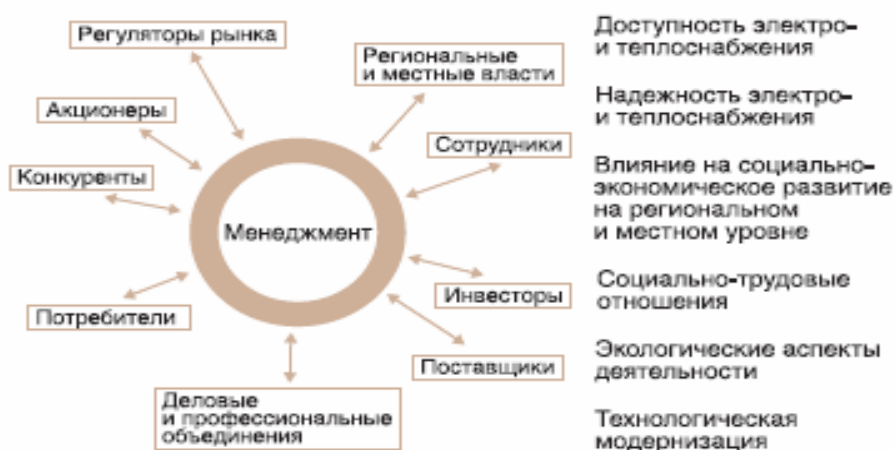 Регуляторы рынка
Региональные
и местные власти
Акционеры
Сотрудники
Конкуренты
Менеджмент
Инвесторы
Потребители
Поставщики
Деловые
и профессиональные
объединения
Доступность электро-
и теплоснабжения
Надежность электро-
и теплоснабжения
Влияние на социально-
экономическое развитие
на региональном
и местном уровне
Социально-трудовые
отношения
Экологические аспекты
деятельности
Технологическая
модернизация